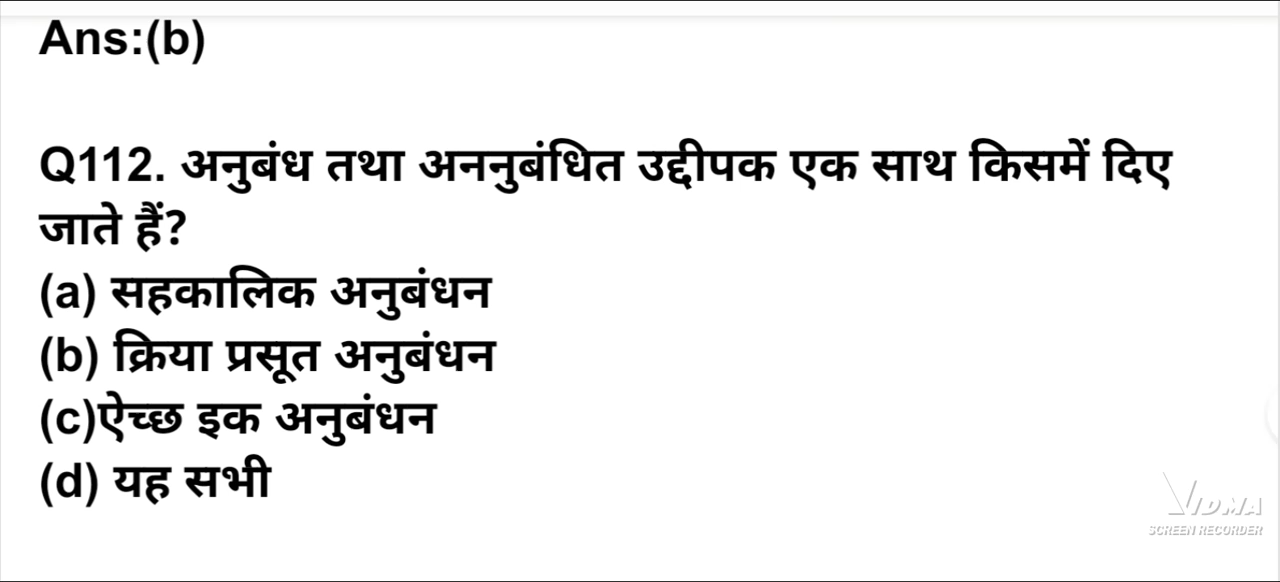 Ans:(b)
Q112. अनुबंध तथा अननुबंधित उद्दीपक एक साथ किसमें दिए
जाते हैं?
(a) सहकालिक अनुबंधन
(b) क्रिया प्रसूत अनुबंधन
(c)ऐच्छ इक अनुबंधन
(d) यह सभी
VIDMA
SCREEN RECORDER